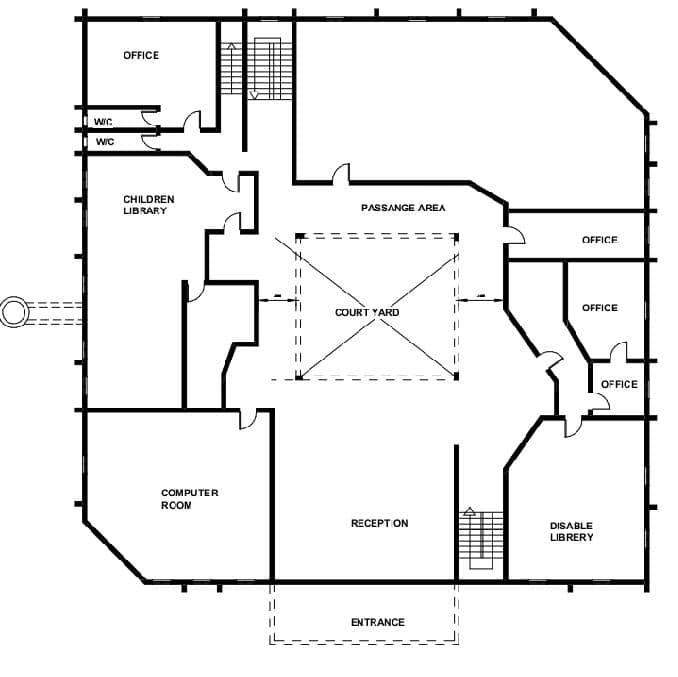 OFFICE
W/C
W/C
CHILDREN
LIBRARY
PASSANGE AREA
OFFICE
OFFICE
COURT YARD
OFFICE
COMPUTER
ROOM
RECEPTION
DISABLE
LIBRERY
ENTRANCE